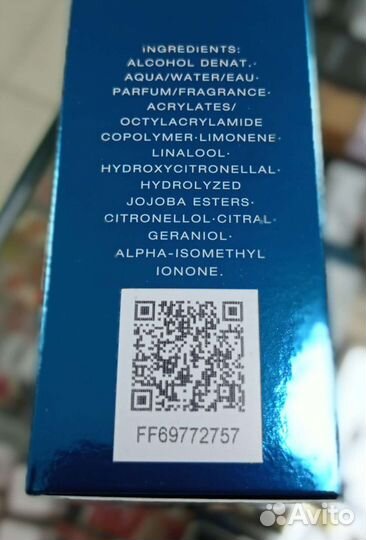 INGREDIENTS:
ALCOHOL DENAT.·
AQUA/WATER/EAU·
PARFUM/FRAGRANCE·
ACRYLATES/
OCTYLACRYLAMIDE
COPOLYMER·LIMONENE·
LINALOOL·
HYDROXYCITRONELLAL·
HYDROLYZED
JOJOBA ESTERS·
CITRONELLOL·CITRAL·
GERANIOL·
ALPHA-ISOMETHYL
IONONE.
FF69772757
Avito